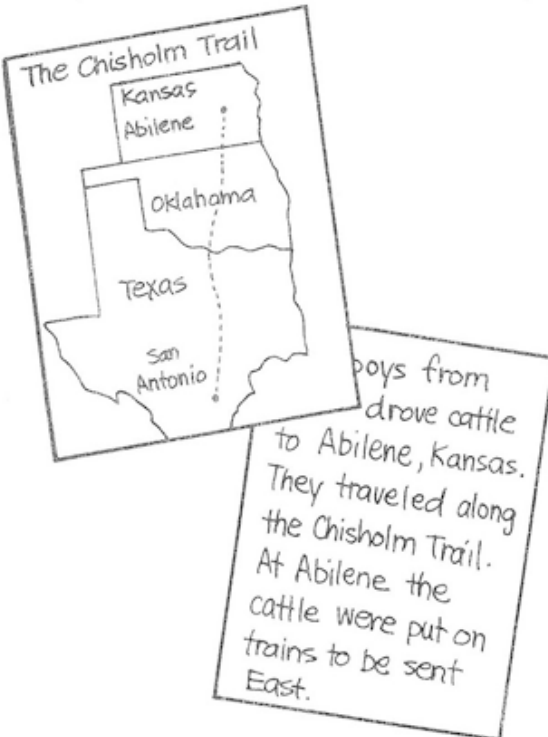 The Chisholm Trail
Kansas
Abilene
Oklahama
Texas
San
Antonio
boys from
drove cattle
to Abilene, Kansas.
They traveled along
the Chisholm Trail.
At Abilene the
cattle were put on
trains to be sent
East.